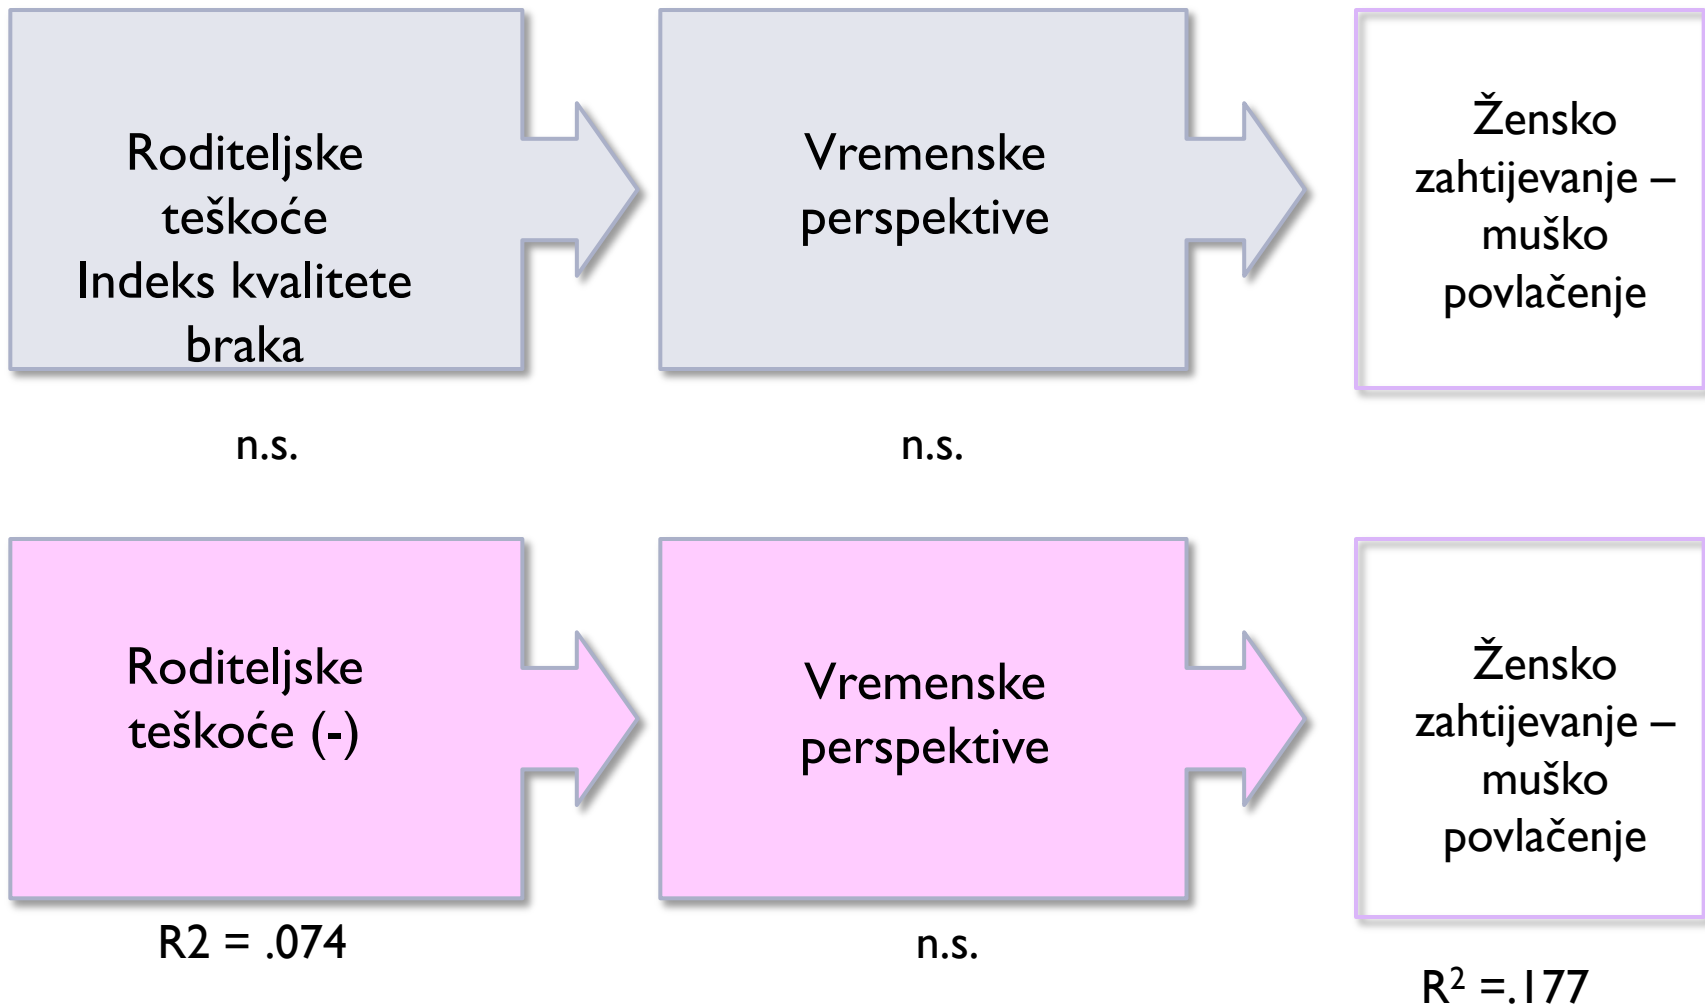 Roditeljske
teškoće
Indeks kvalitete
braka
Vremenske
perspektive
Žensko
zahtijevanje –
muško
povlačenje
n.s.
n.s.
Roditeljske
teškoće (-)
Vremenske
perspektive
Žensko
zahtijevanje –
muško
povlačenje
R2 = .074
n.s.
R² =.177